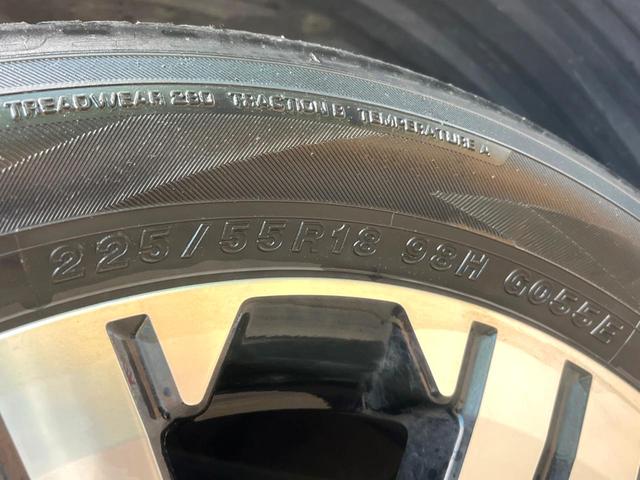 TREADWEAR 280 TRACTION B TEMPERATURE A
225/55R18 98H G055E